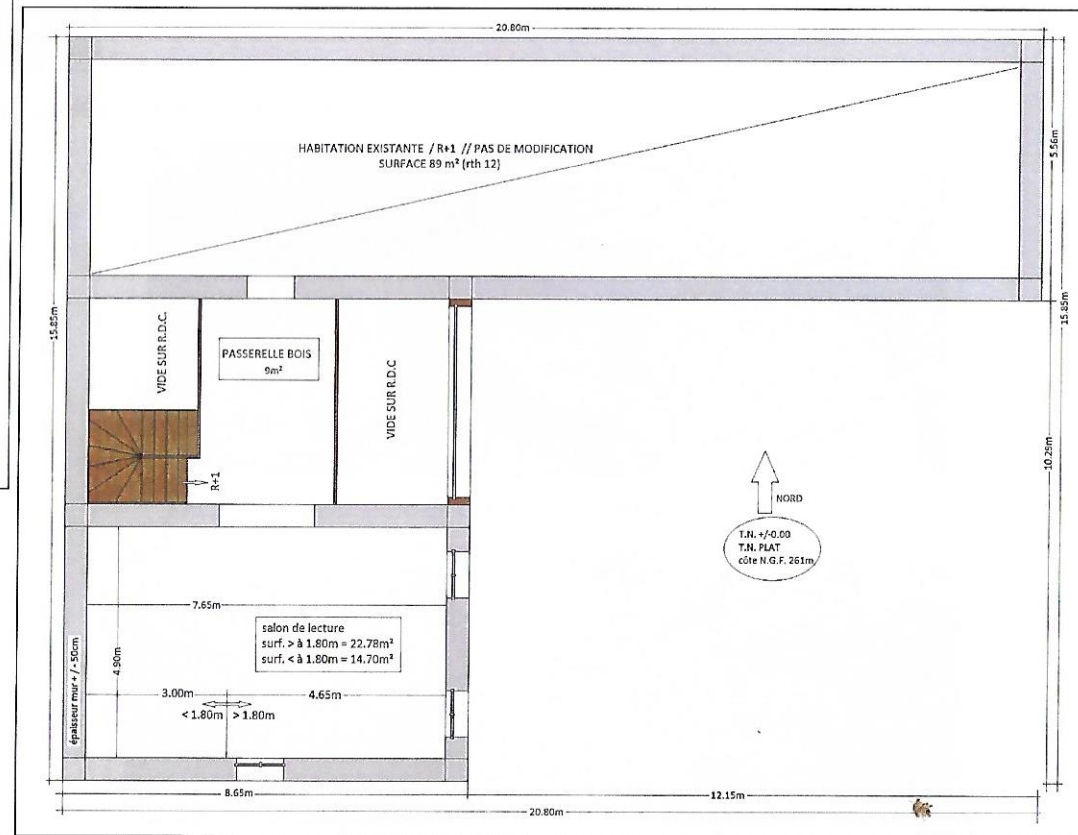 20.80m
HABITATION EXISTANTE / R+1 // PAS DE MODIFICATION
SURFACE 89 m² (rth 12)
5.56m
15.85m
15.85m
VIDE SUR R.D.C.
PASSERELLE BOIS
9m²
VIDE SUR R.D.C
R+1
10.29m
NORD
T.N. +/-0.00
T.N. PLAT
côte N.G.F. 261m
7.65m
salon de lecture
surf. > à 1.80m = 22.78m²
surf. < à 1.80m = 14.70m²
4.90m
épaisseur mur + / - 50cm
3.00m
4.65m
< 1.80m
> 1.80m
8.65m
12.15m
20.80m